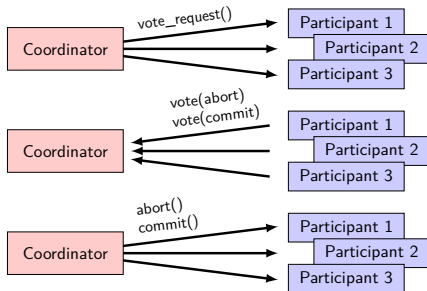 vote_request()
Coordinator
Participant 1
Participant 2
Participant 3
vote(abort)
vote(commit)
Coordinator
Participant 1
Participant 2
Participant 3
abort()
commit()
Coordinator
Participant 1
Participant 2
Participant 3